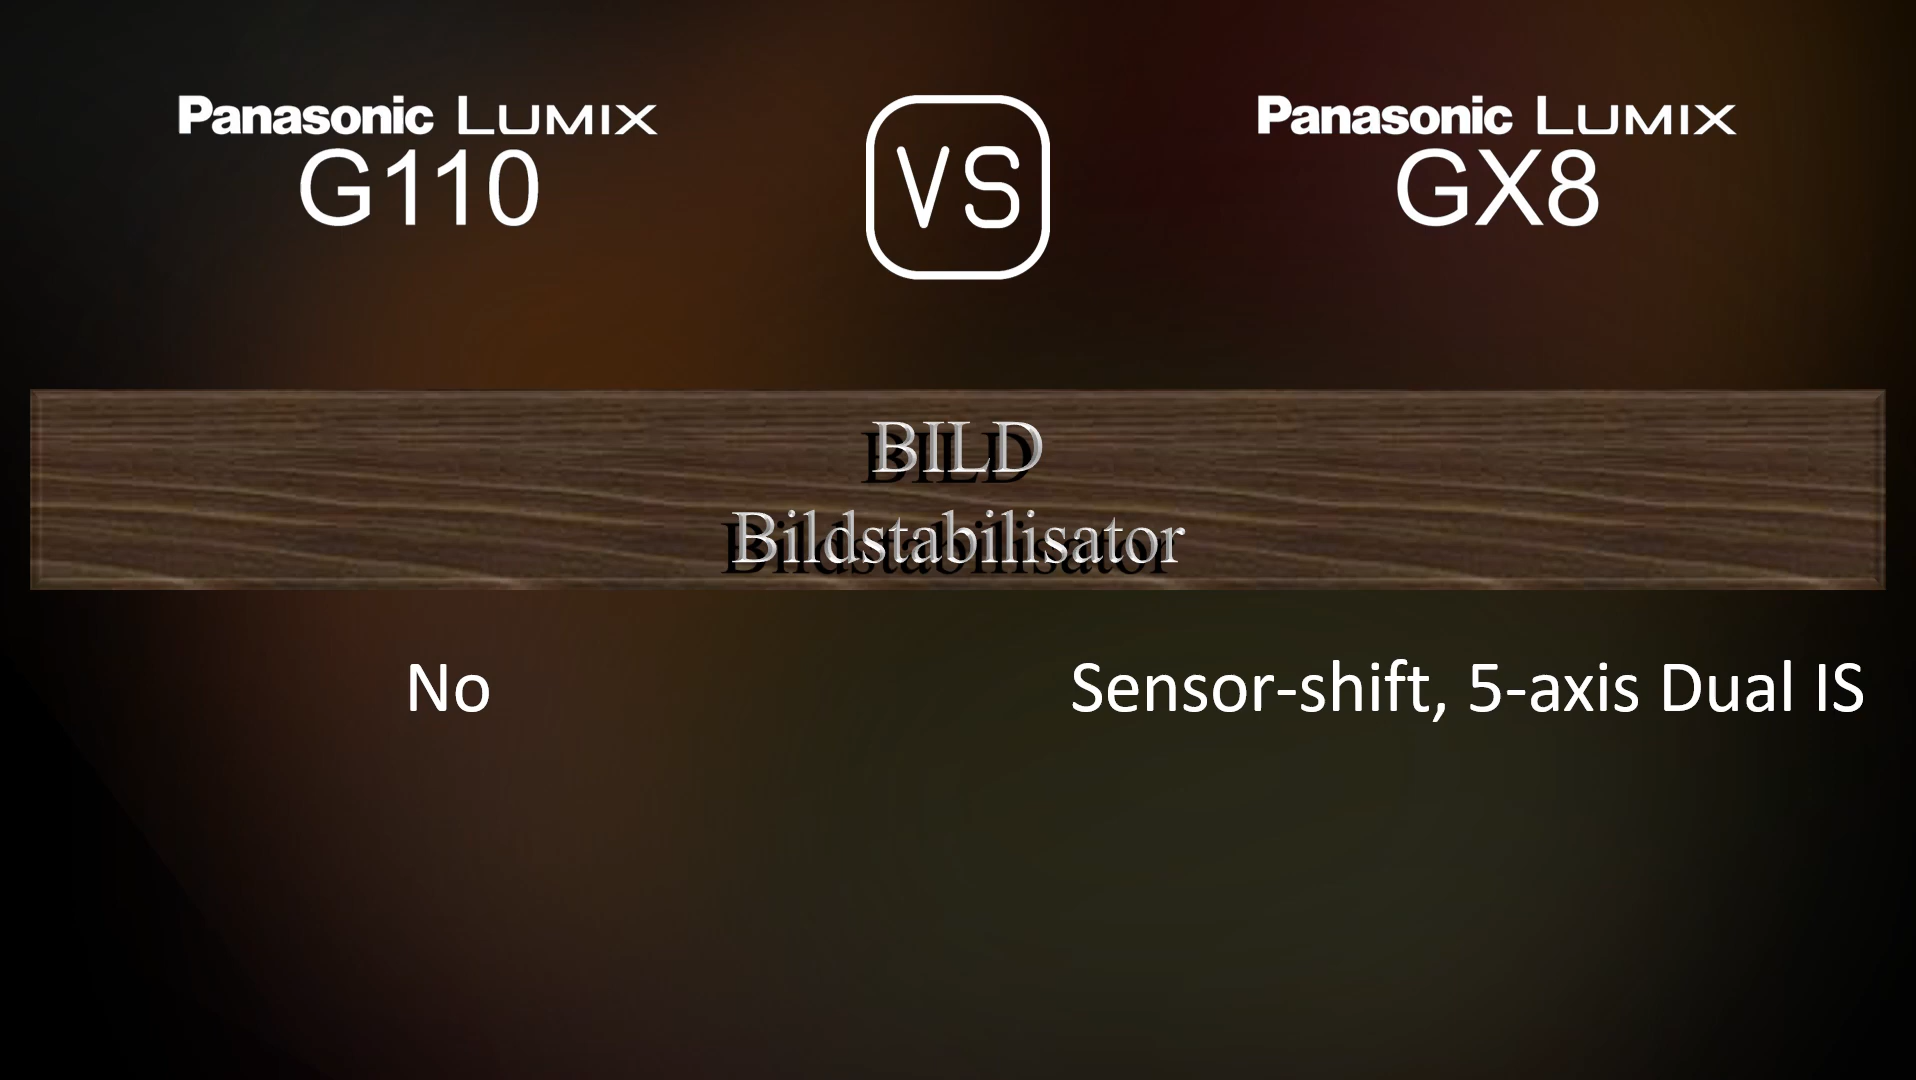 Panasonic LUMIX
G110
VS
Panasonic LUMIX
GX8
BILD
Bildstabilisator
No
Sensor-shift, 5-axis Dual IS